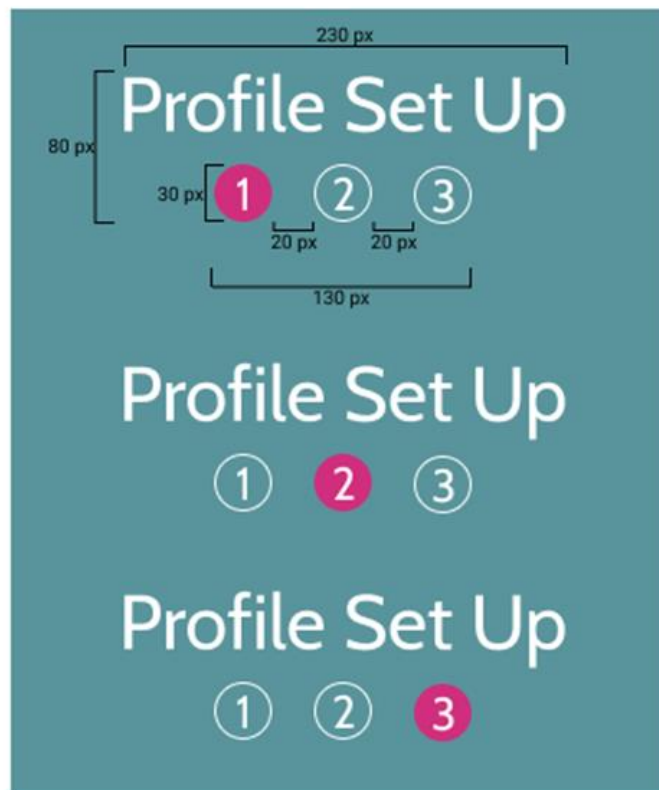 230 px
Profile Set Up
80 px
30 px 1 2 3
20 px 20 px
130 px
Profile Set Up
1 2 3
Profile Set Up
1 2 3